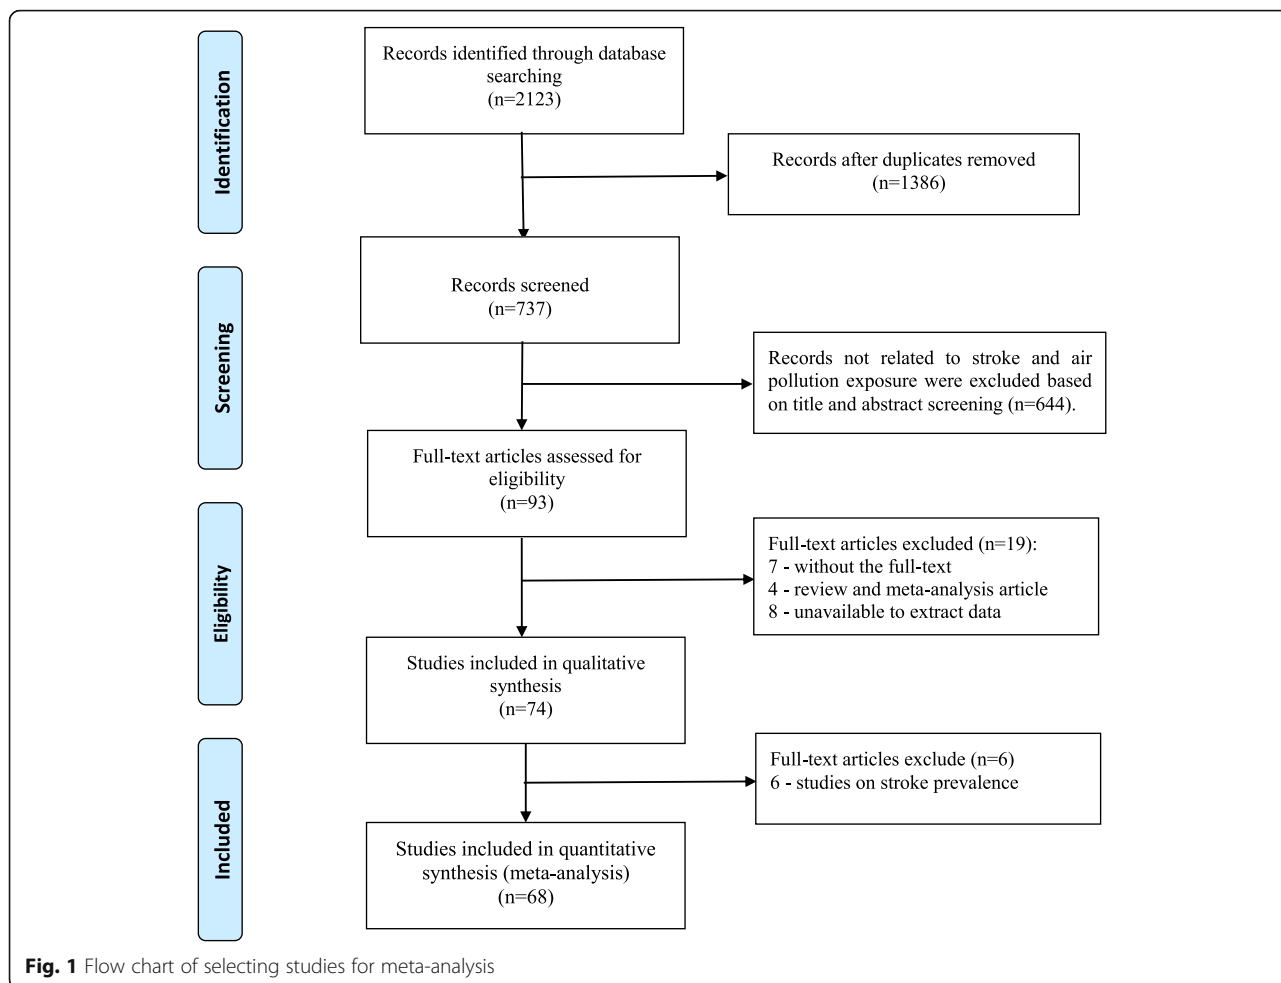 Identification
Records identified through database
searching
(n=2123)
Records after duplicates removed
(n=1386)
Screening
Records screened
(n=737)
Records not related to stroke and air
pollution exposure were excluded based
on title and abstract screening (n=644).
Eligibility
Full-text articles assessed for
eligibility
(n=93)
Full-text articles excluded (n=19):
7 - without the full-text
4 - review and meta-analysis article
8 - unavailable to extract data
Studies included in qualitative
synthesis
(n=74)
Included
Full-text articles exclude (n=6)
6 - studies on stroke prevalence
Studies included in quantitative
synthesis (meta-analysis)
(n=68)
Fig. 1 Flow chart of selecting studies for meta-analysis